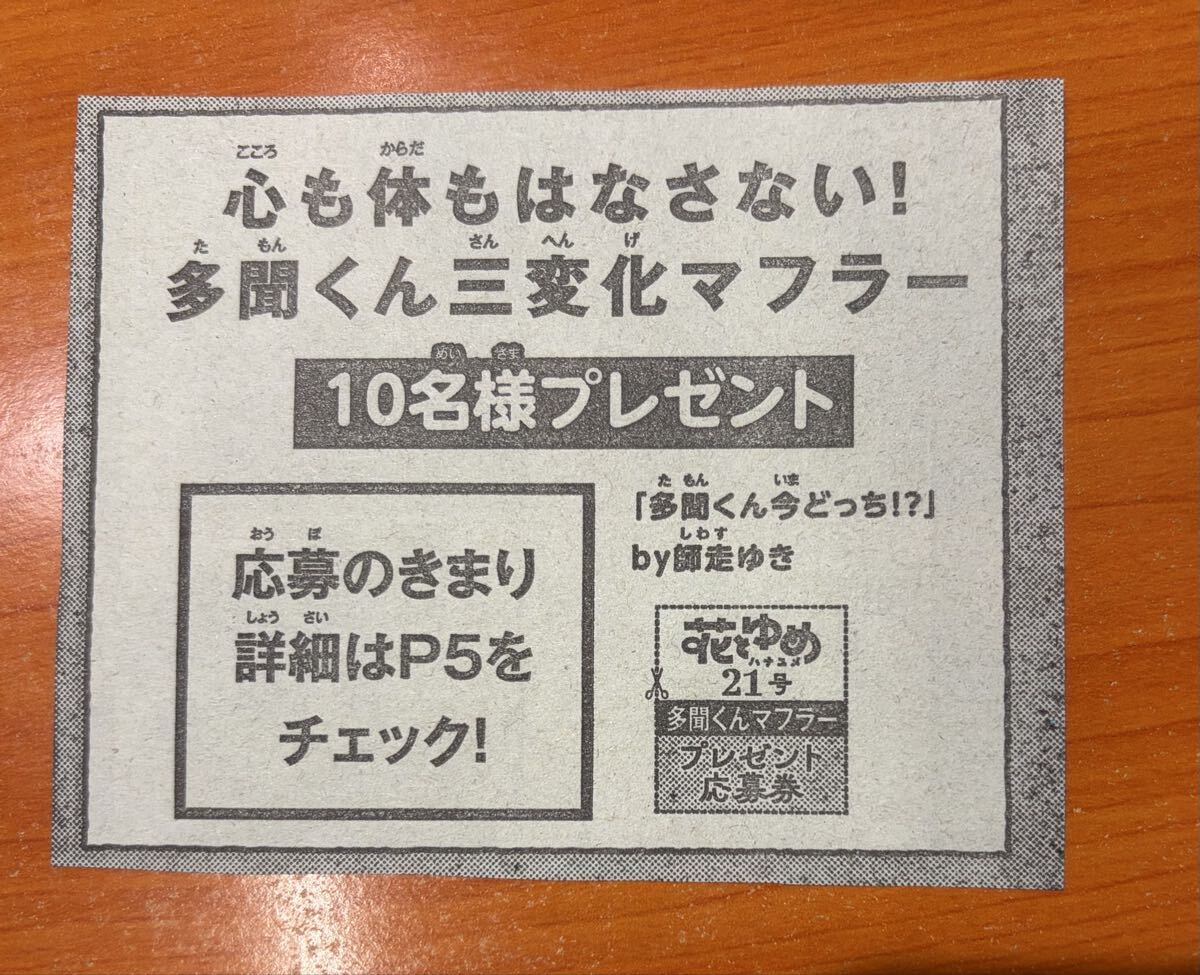 心も体もはなさない!
多聞くん三変化マフラー
10名様プレゼント
応募のきまり
詳細はP5を
チェック!
「多聞くん今どっち!?」
by師走ゆき
花とゆめ
ハナユメ
21号
多聞くんマフラー
プレゼント
応募券